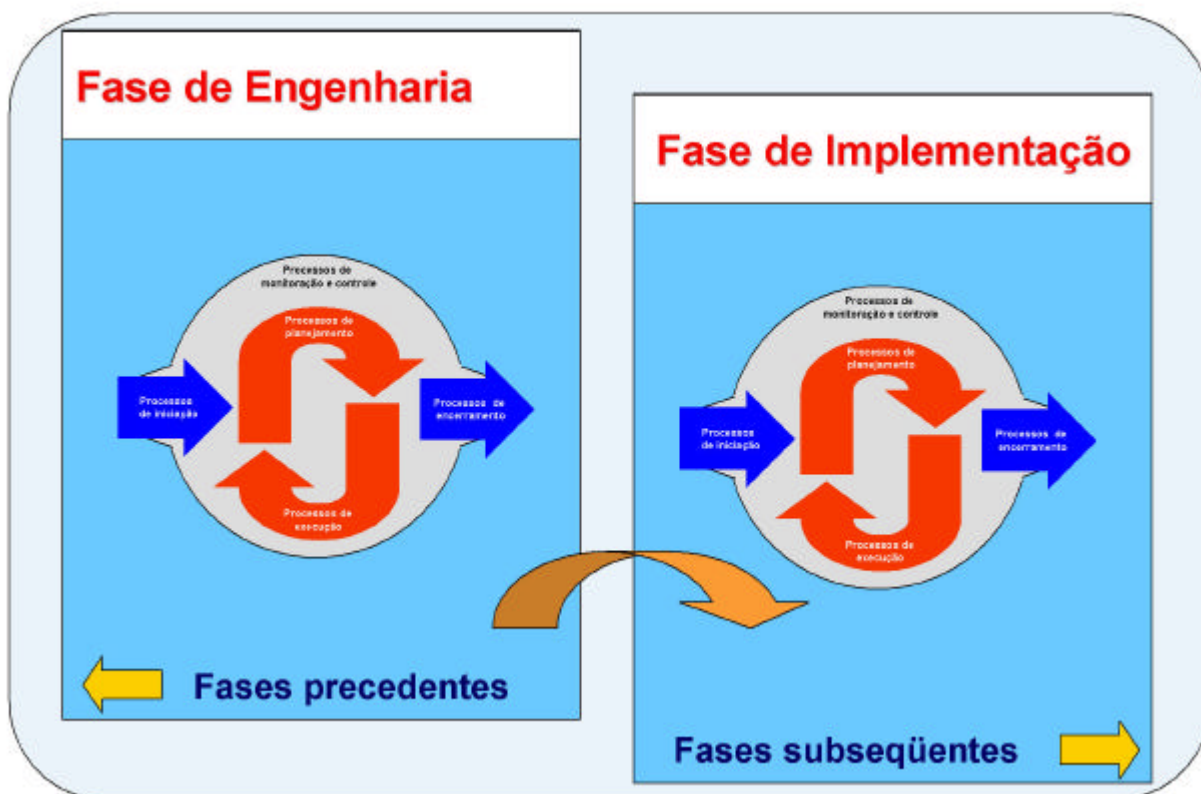 Fase de Engenharia
Processos de
monitoração e controle
Processos de
planejamento
Processos
de iniciação
Processos de
encerramento
Processos de
execução
Fases precedentes
Fase de Implementação
Processos de
monitoração e controle
Processos de
planejamento
Processos
de iniciação
Processos de
encerramento
Processos de
execução
Fases subseqüentes